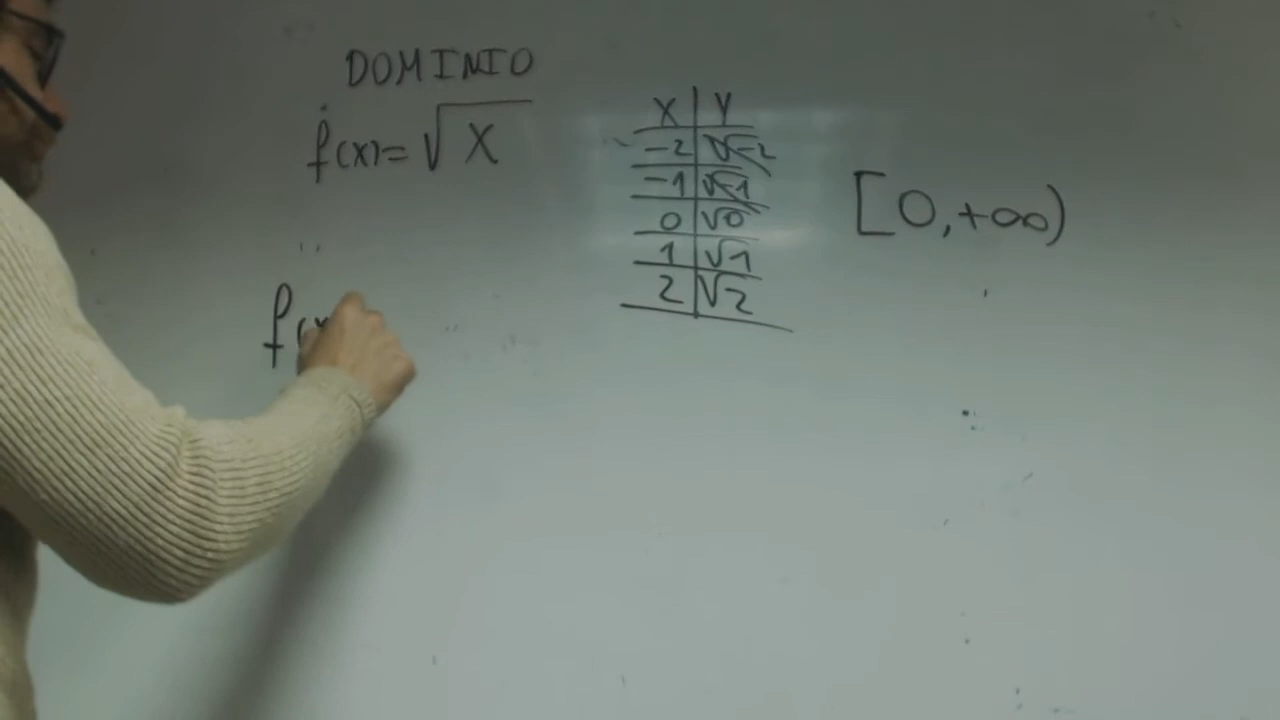 DOMINIO
f(x)=√x
x | y
-2 | √-2
-1 | √-1
0 | √0
1 | √1
2 | √2
[0,+∞)
f(x